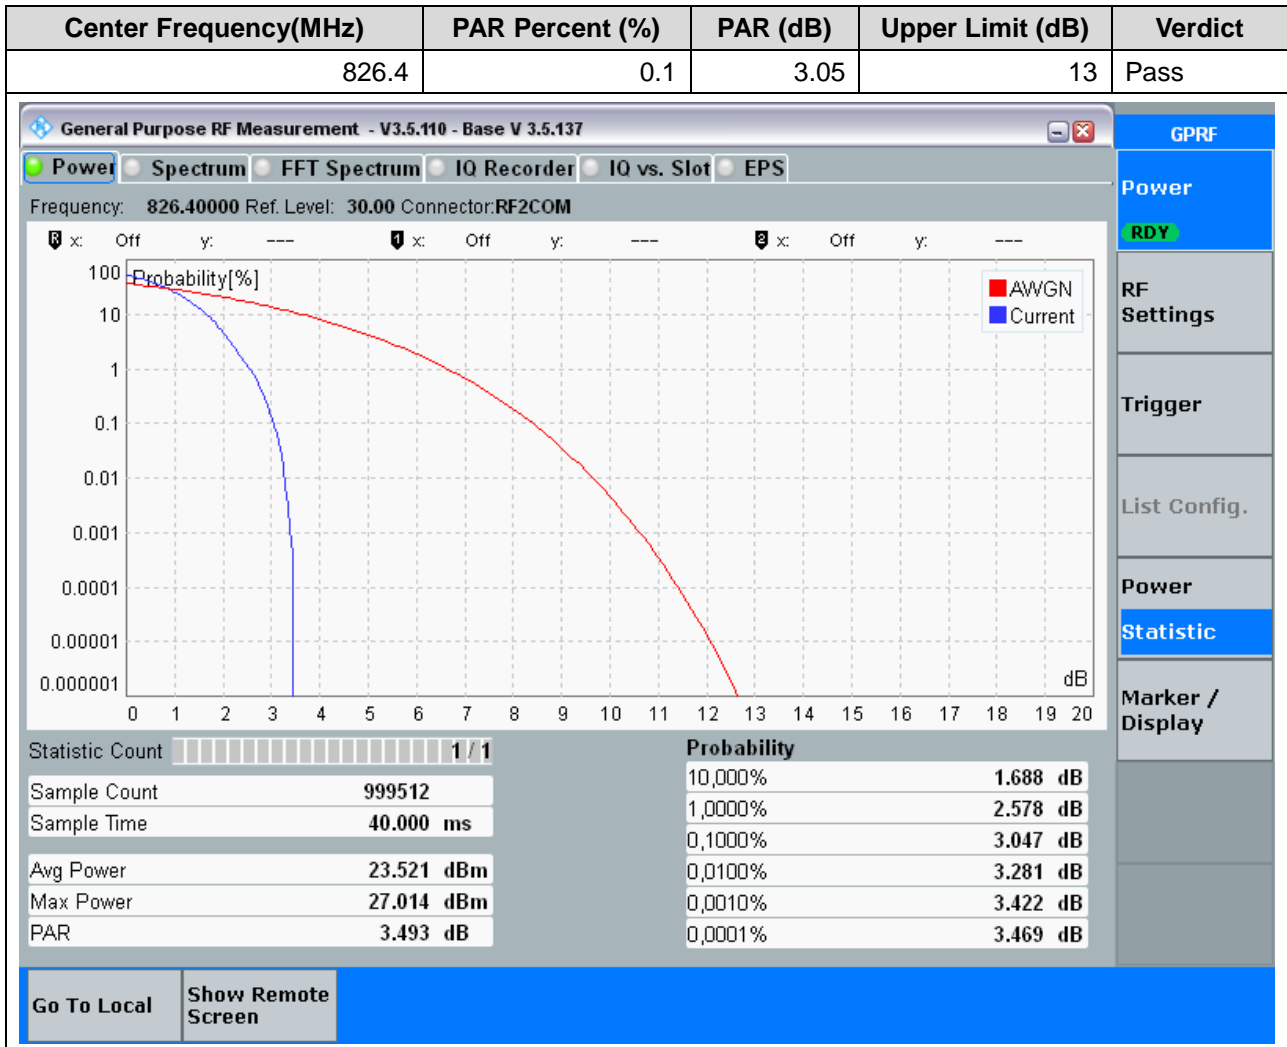 Center Frequency(MHz) PAR Percent (%) PAR (dB) Upper Limit (dB) Verdict
826.4 0.1 3.05 13 Pass
General Purpose RF Measurement - V3.5.110 - Base V 3.5.137
GPRF
Power Spectrum FFT Spectrum IQ Recorder IQ vs. Slot EPS
Frequency: 826.40000 Ref. Level: 30.00 Connector:RF2COM
R x: Off y: --- 1 x: Off y: --- 2 x: Off y: ---
Probability[%]
100
10
1
0.1
0.01
0.001
0.0001
0.00001
0.000001
AWGN
Current
dB
0 1 2 3 4 5 6 7 8 9 10 11 12 13 14 15 16 17 18 19 20
Statistic Count 1 / 1
Sample Count 999512
Sample Time 40.000 ms
Avg Power 23.521 dBm
Max Power 27.014 dBm
PAR 3.493 dB
Probability
10,000% 1.688 dB
1,0000% 2.578 dB
0,1000% 3.047 dB
0,0100% 3.281 dB
0,0010% 3.422 dB
0,0001% 3.469 dB
Power
RDY
RF
Settings
Trigger
List Config.
Power
Statistic
Marker /
Display
Go To Local
Show Remote
Screen